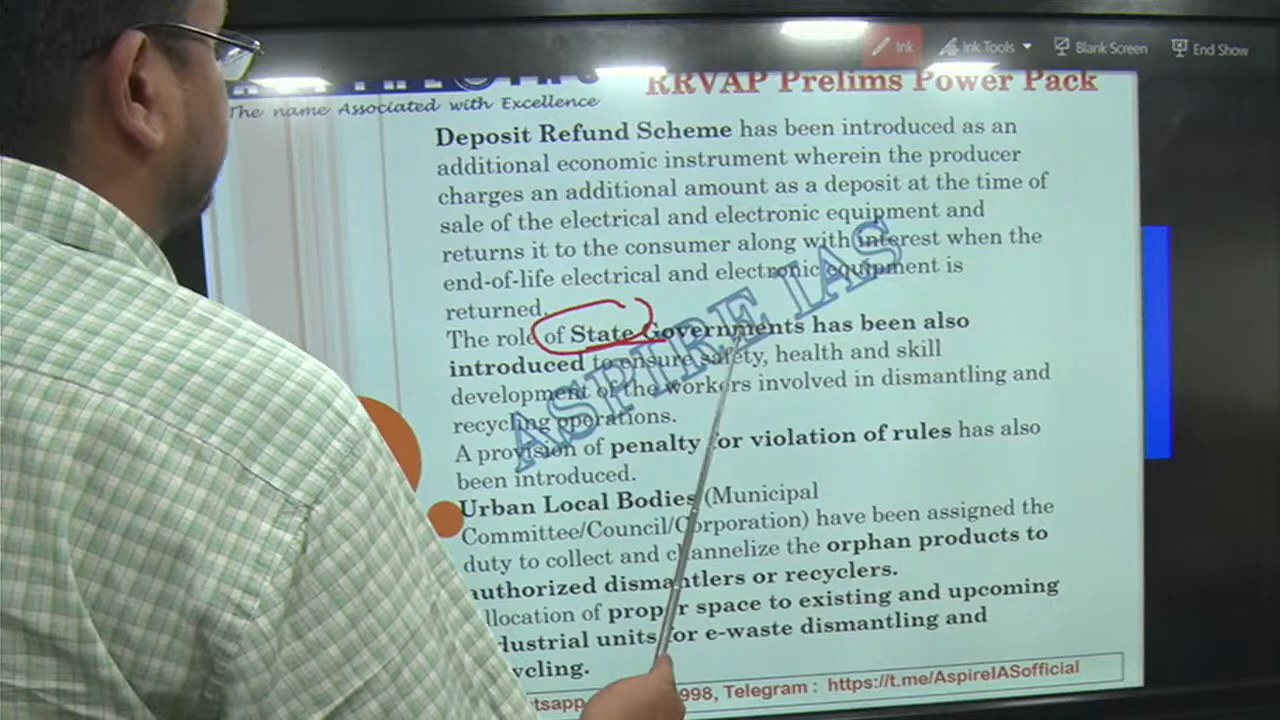 Ink
Ink Tools
Blank Screen
End Show
The name Associated with Excellence
RRVAP Prelims Power Pack
Deposit Refund Scheme has been introduced as an
additional economic instrument wherein the producer
charges an additional amount as a deposit at the time of
sale of the electrical and electronic equipment and
returns it to the consumer along with interest when the
end-of-life electrical and electronic equipment is
returned.
The role of State Governments has been also
introduced to ensure safety, health and skill
development of the workers involved in dismantling and
recycling operations.
A provision of penalty for violation of rules has also
been introduced.
Urban Local Bodies (Municipal
Committee/Council/Corporation) have been assigned the
duty to collect and channelize the orphan products to
authorized dismantlers or recyclers.
llocation of proper space to existing and upcoming
dustrial units for e-waste dismantling and
ycling.
ASPIRE IAS
tsapp 998, Telegram : https://t.me/AspireIASofficial